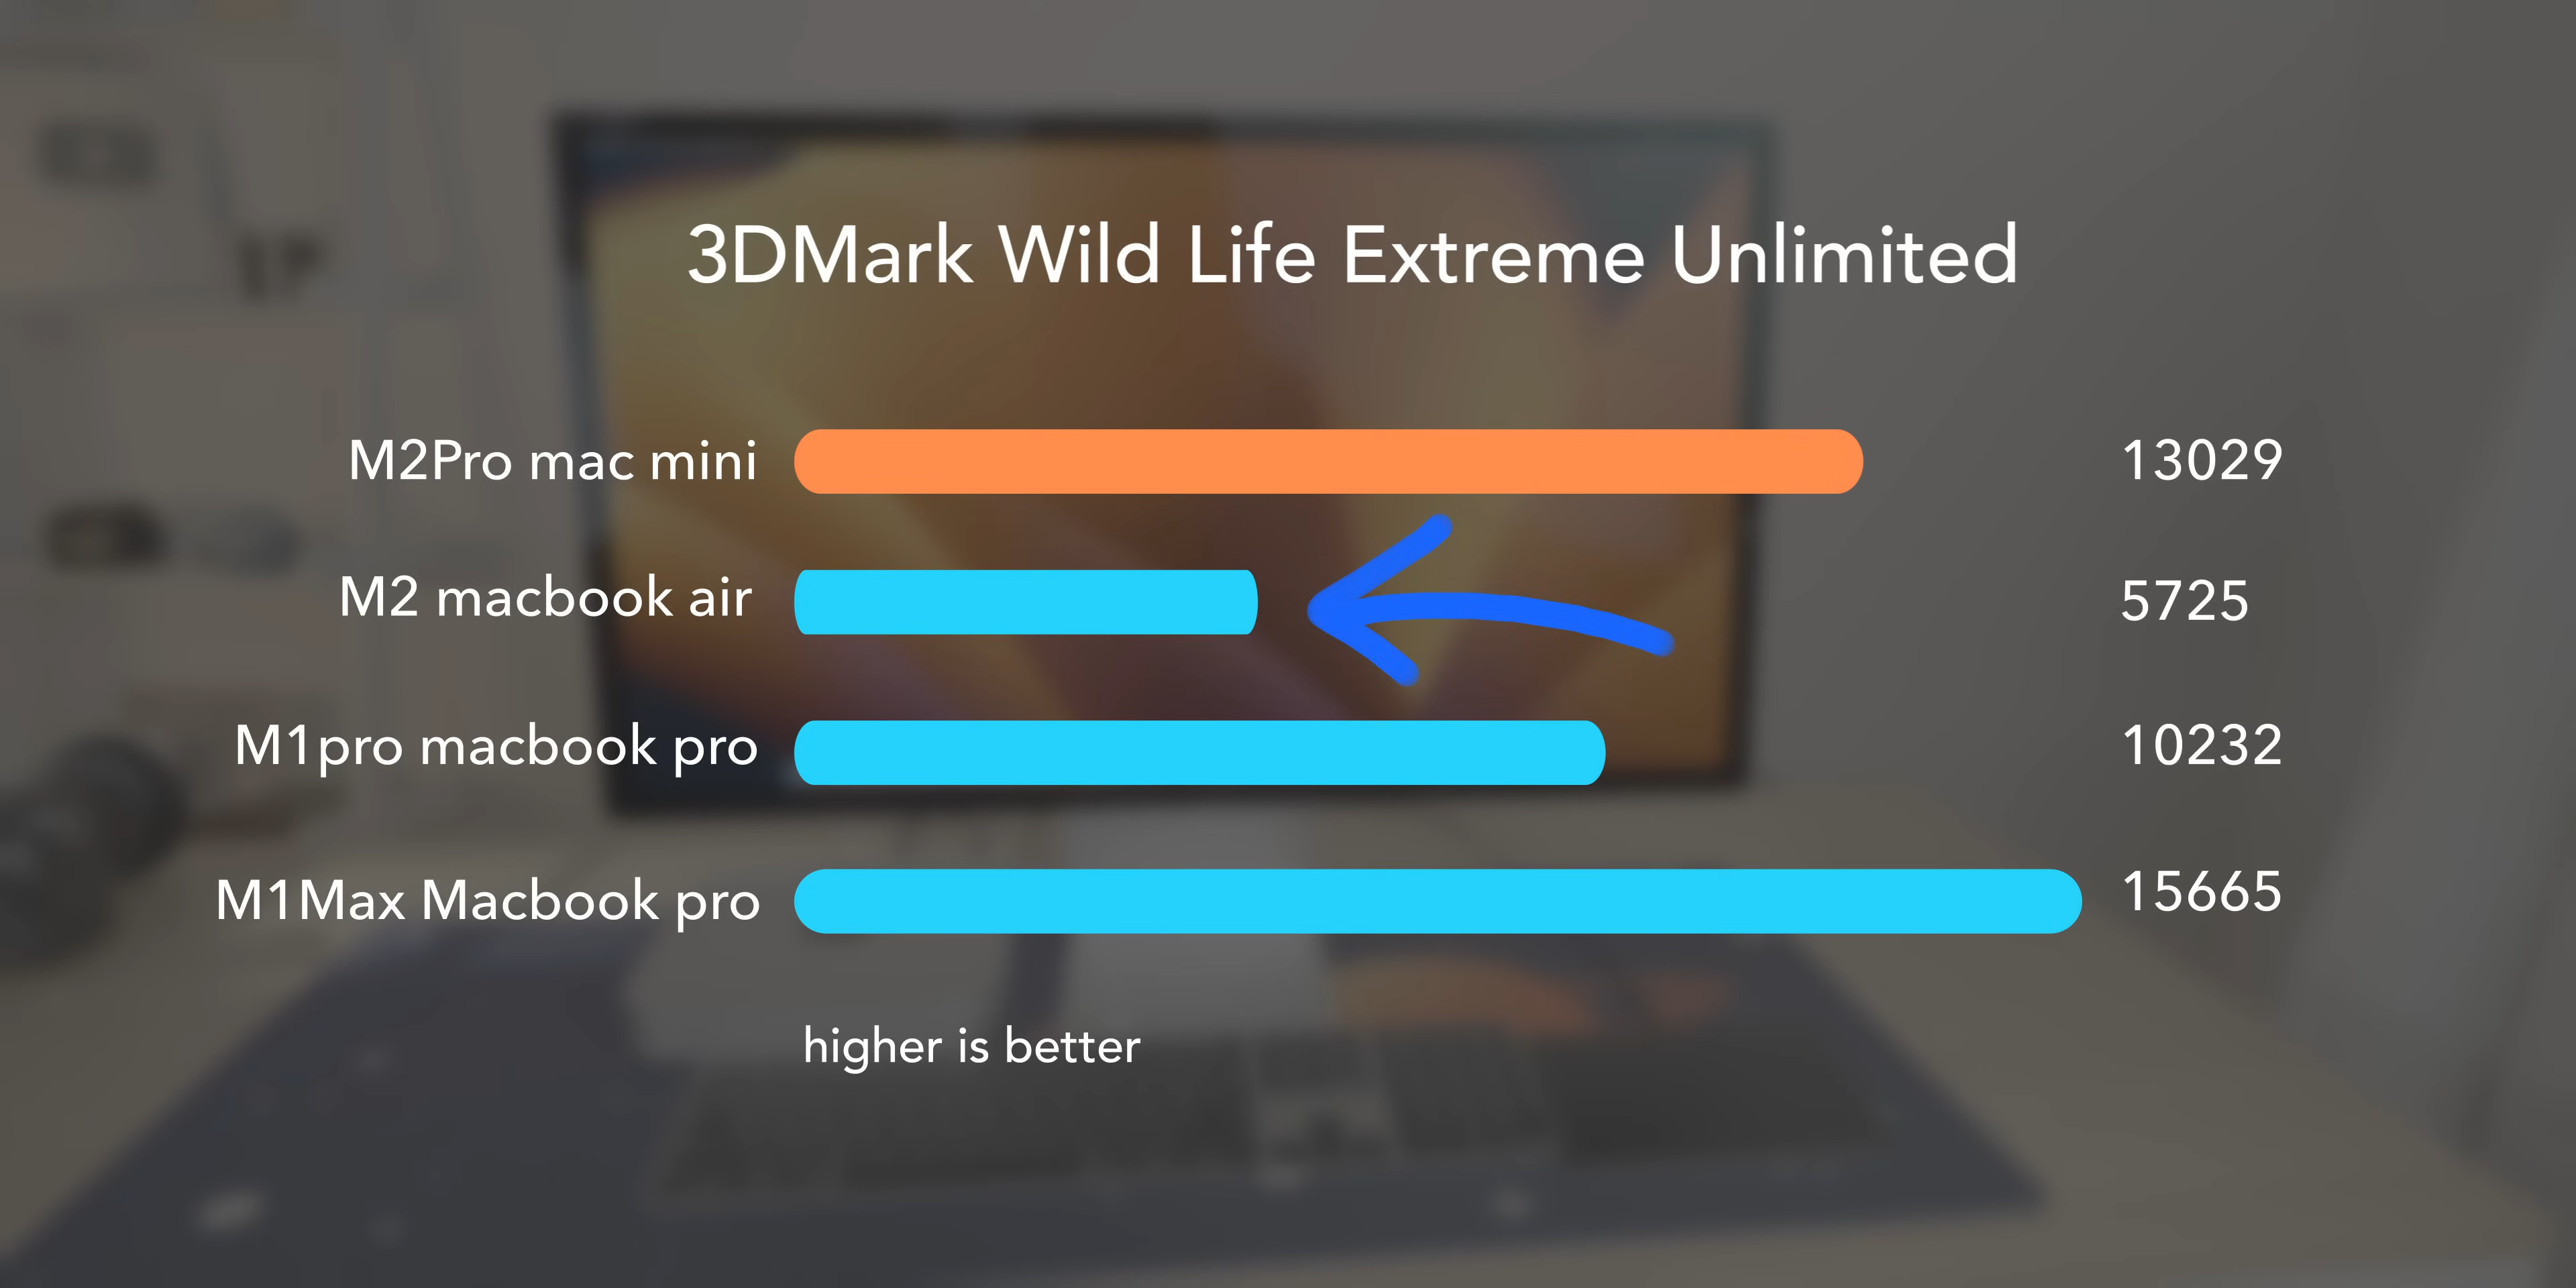 3DMark Wild Life Extreme Unlimited
M2Pro mac mini 13029
M2 macbook air 5725
M1pro macbook pro 10232
M1Max Macbook pro 15665
higher is better